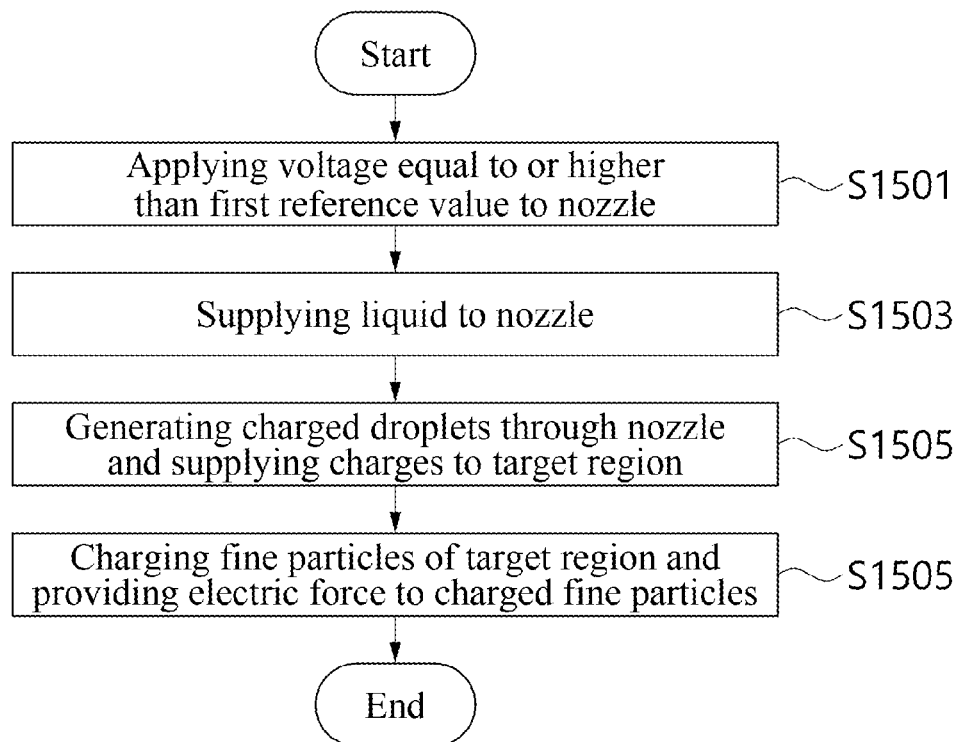 Start
Applying voltage equal to or higher
than first reference value to nozzle
S1501
Supplying liquid to nozzle
S1503
Generating charged droplets through nozzle
and supplying charges to target region
S1505
Charging fine particles of target region and
providing electric force to charged fine particles
S1505
End